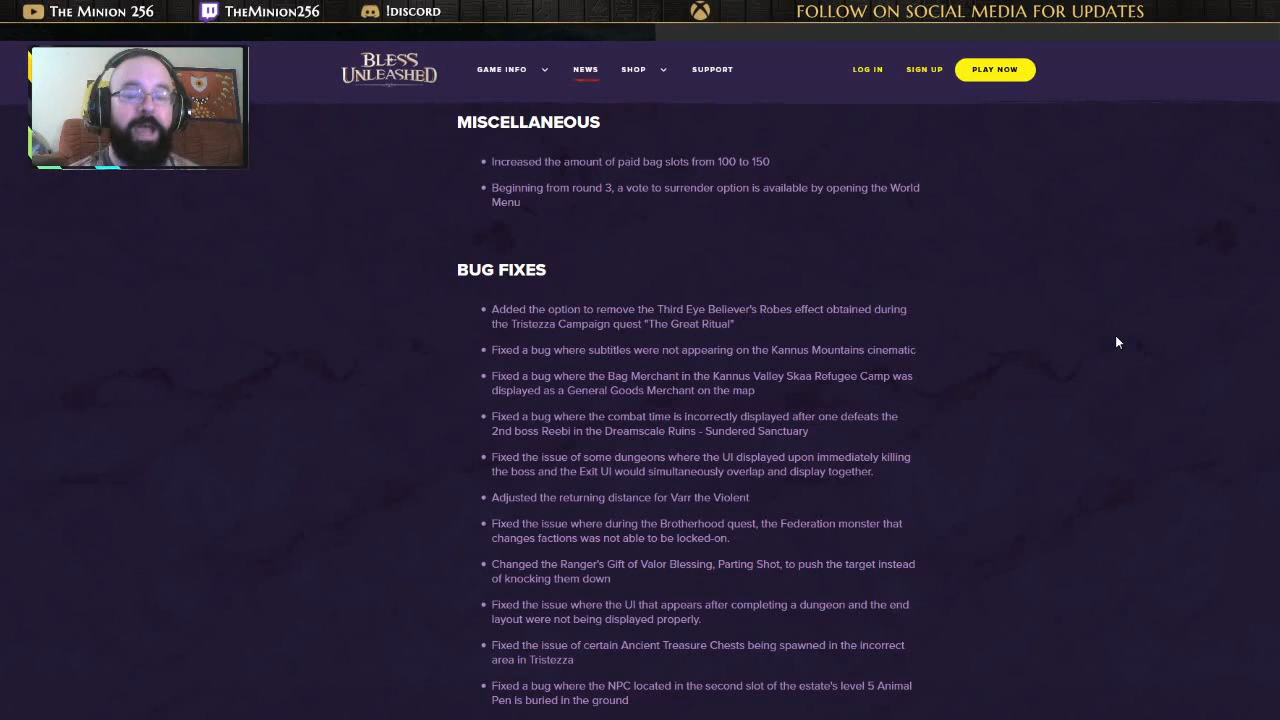 The Minion 256
TheMinion256
!DISCORD
FOLLOW ON SOCIAL MEDIA FOR UPDATES
BLESS
UNLEASHED
GAME INFO
NEWS
SHOP
SUPPORT
LOG IN
SIGN UP
PLAY NOW
MISCELLANEOUS
• Increased the amount of paid bag slots from 100 to 150
• Beginning from round 3, a vote to surrender option is available by opening the World
Menu
BUG FIXES
• Added the option to remove the Third Eye Believer's Robes effect obtained during
the Tristezza Campaign quest "The Great Ritual"
• Fixed a bug where subtitles were not appearing on the Kannus Mountains cinematic
• Fixed a bug where the Bag Merchant in the Kannus Valley Skaa Refugee Camp was
displayed as a General Goods Merchant on the map
• Fixed a bug where the combat time is incorrectly displayed after one defeats the
2nd boss Reebi in the Dreamscale Ruins - Sundered Sanctuary
• Fixed the issue of some dungeons where the UI displayed upon immediately killing
the boss and the Exit UI would simultaneously overlap and display together.
• Adjusted the returning distance for Varr the Violent
• Fixed the issue where during the Brotherhood quest, the Federation monster that
changes factions was not able to be locked-on.
• Changed the Ranger's Gift of Valor Blessing, Parting Shot, to push the target instead
of knocking them down
• Fixed the issue where the UI that appears after completing a dungeon and the end
layout were not being displayed properly.
• Fixed the issue of certain Ancient Treasure Chests being spawned in the incorrect
area in Tristezza
• Fixed a bug where the NPC located in the second slot of the estate's level 5 Animal
Pen is buried in the ground